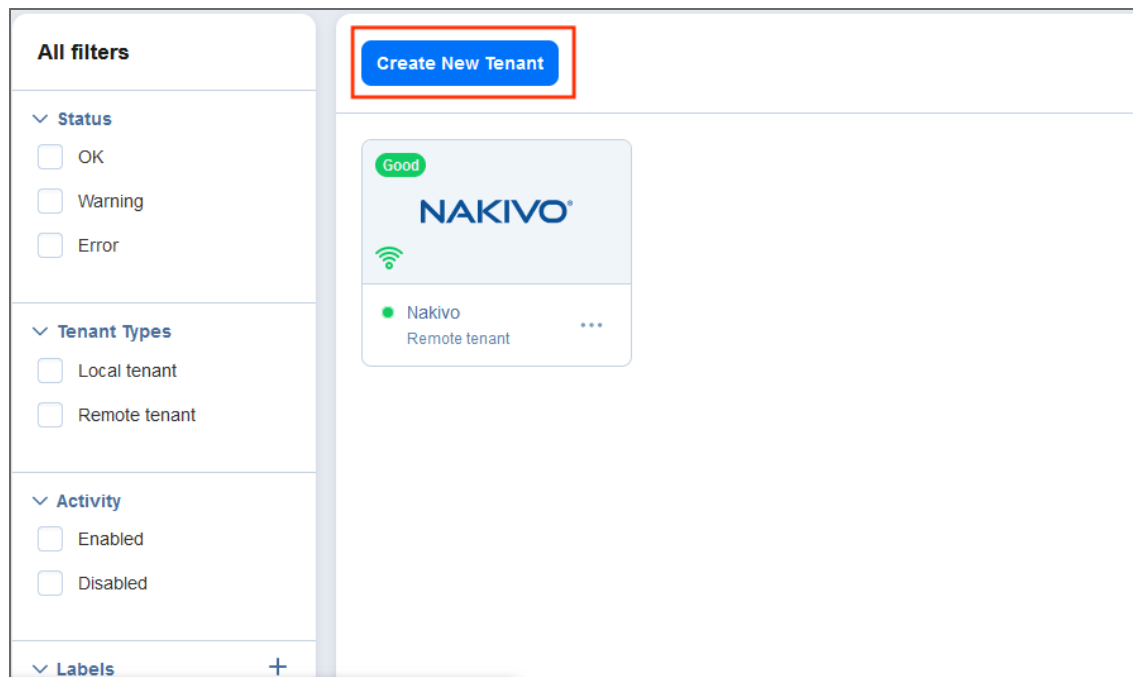 All filters
Status
OK
Warning
Error
Tenant Types
Local tenant
Remote tenant
Activity
Enabled
Disabled
Labels
Create New Tenant
Good
NAKIVO®
Nakivo
Remote tenant